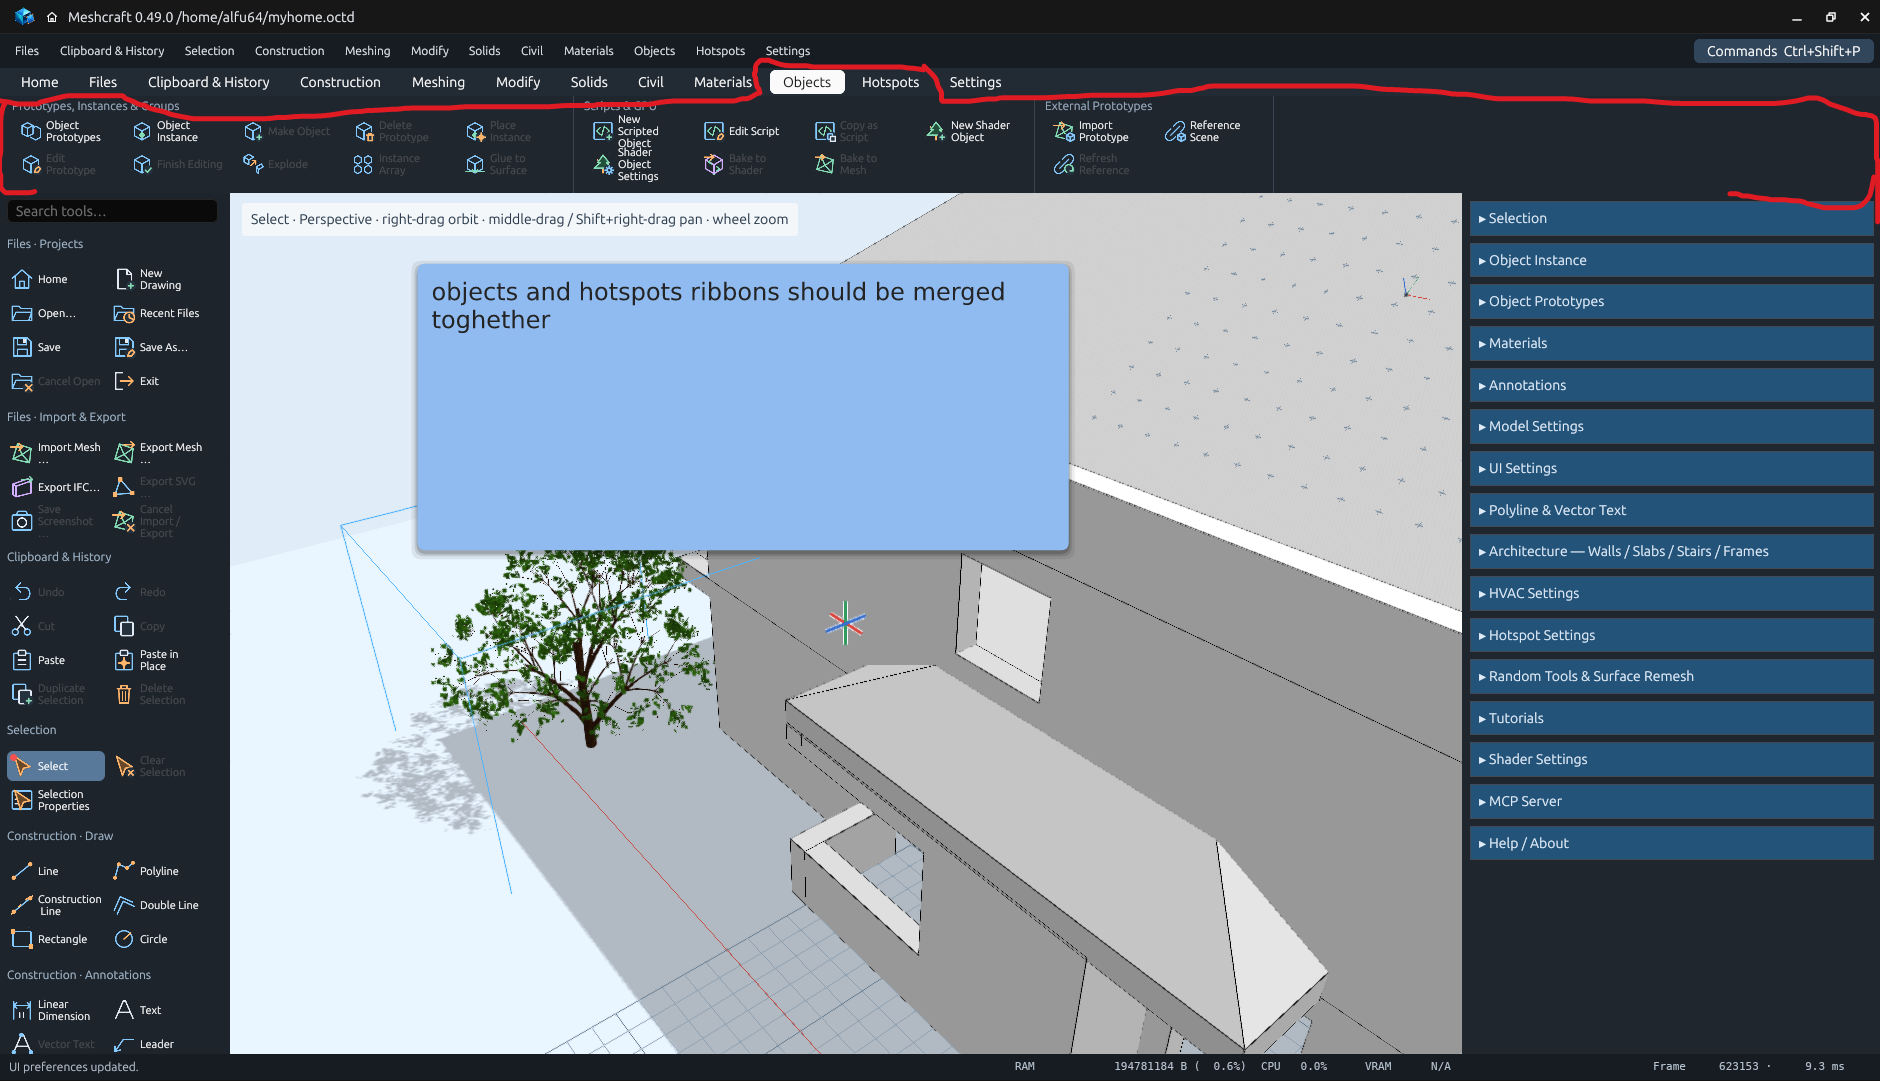 Meshcraft 0.49.0 /home/alfu64/myhome.octd
Files Clipboard & History Selection Construction Meshing Modify Solids Civil Materials Objects Hotspots Settings
Commands Ctrl+Shift+P
Home Files Clipboard & History Construction Meshing Modify Solids Civil Materials Objects Hotspots Settings
Prototypes, Instances & Groups
Object
Prototypes
Object
Instance
Make Object
Delete
Prototype
Place
Instance
Edit
Prototype
Finish Editing
Explode
Instance
Array
Glue to
Surface
Scripts & GPU
New
Scripted
Object
Edit Script
Copy as
Script
New Shader
Object
Shader
Object
Settings
Bake to
Shader
Bake to
Mesh
External Prototypes
Import
Prototype
Reference
Scene
Refresh
Reference
Search tools...
Files · Projects
Home
New
Drawing
Open...
Recent Files
Save
Save As...
Cancel Open
Exit
Files · Import & Export
Import Mesh
...
Export Mesh
...
Export IFC...
Export SVG
...
Save
Screenshot
...
Cancel
Import /
Export
Clipboard & History
Undo
Redo
Cut
Copy
Paste
Paste in
Place
Duplicate
Selection
Delete
Selection
Selection
Select
Clear
Selection
Selection
Properties
Construction · Draw
Line
Polyline
Construction
Line
Double Line
Rectangle
Circle
Construction · Annotations
Linear
Dimension
Text
Vector Text
Leader
Select · Perspective · right-drag orbit · middle-drag / Shift+right-drag pan · wheel zoom
objects and hotspots ribbons should be merged
toghether
▸ Selection
▸ Object Instance
▸ Object Prototypes
▸ Materials
▸ Annotations
▸ Model Settings
▸ UI Settings
▸ Polyline & Vector Text
▸ Architecture — Walls / Slabs / Stairs / Frames
▸ HVAC Settings
▸ Hotspot Settings
▸ Random Tools & Surface Remesh
▸ Tutorials
▸ Shader Settings
▸ MCP Server
▸ Help / About
UI preferences updated.
RAM 194781184 B ( 0.6%) CPU 0.0% VRAM N/A
Frame 623153 · 9.3 ms